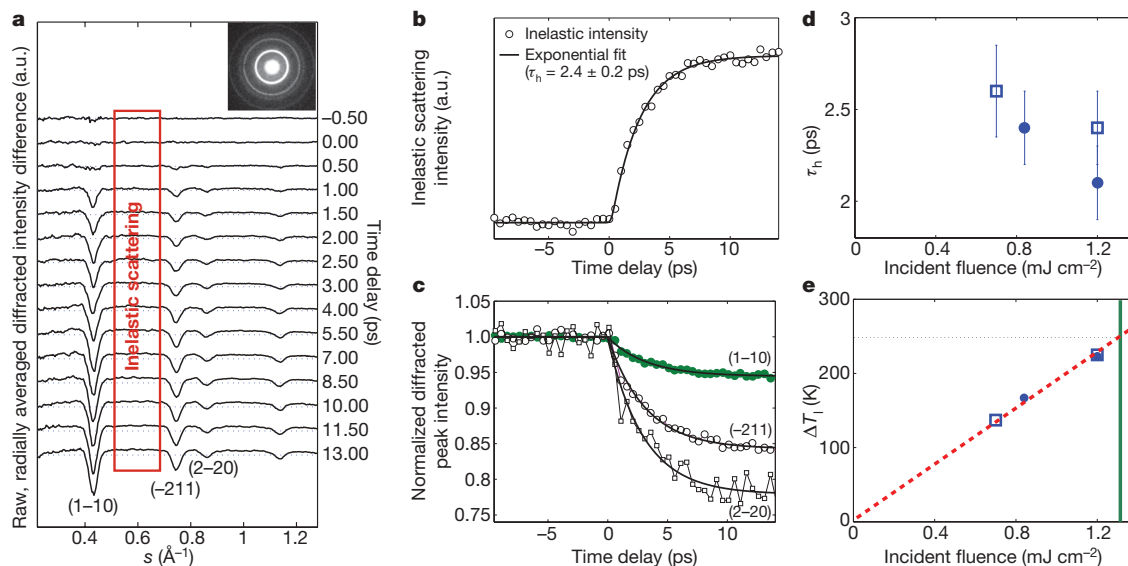 a
Raw, radially averaged diffracted intensity difference (a.u.)
Inelastic scattering
−0.50
0.00
0.50
1.00
1.50
2.00
2.50
3.00
4.00
5.50
7.00
8.50
10.00
11.50
13.00
Time delay (ps)
(1–10)
(–211)
(2–20)
0.4 0.6 0.8 1 1.2
s (Å−1)
b
Inelastic scattering
intensity (a.u.)
Inelastic intensity
Exponential fit
(τh = 2.4 ± 0.2 ps)
−5 0 5 10
Time delay (ps)
c
Normalized diffracted
peak intensity
1.05
1.0
0.95
0.90
0.85
0.80
0.75
(1–10)
(–211)
(2–20)
−5 0 5 10
Time delay (ps)
d
τh (ps)
3
2.5
2
0 0.4 0.8 1.2
Incident fluence (mJ cm−2)
e
ΔTl (K)
300
200
100
0
0 0.4 0.8 1.2
Incident fluence (mJ cm−2)